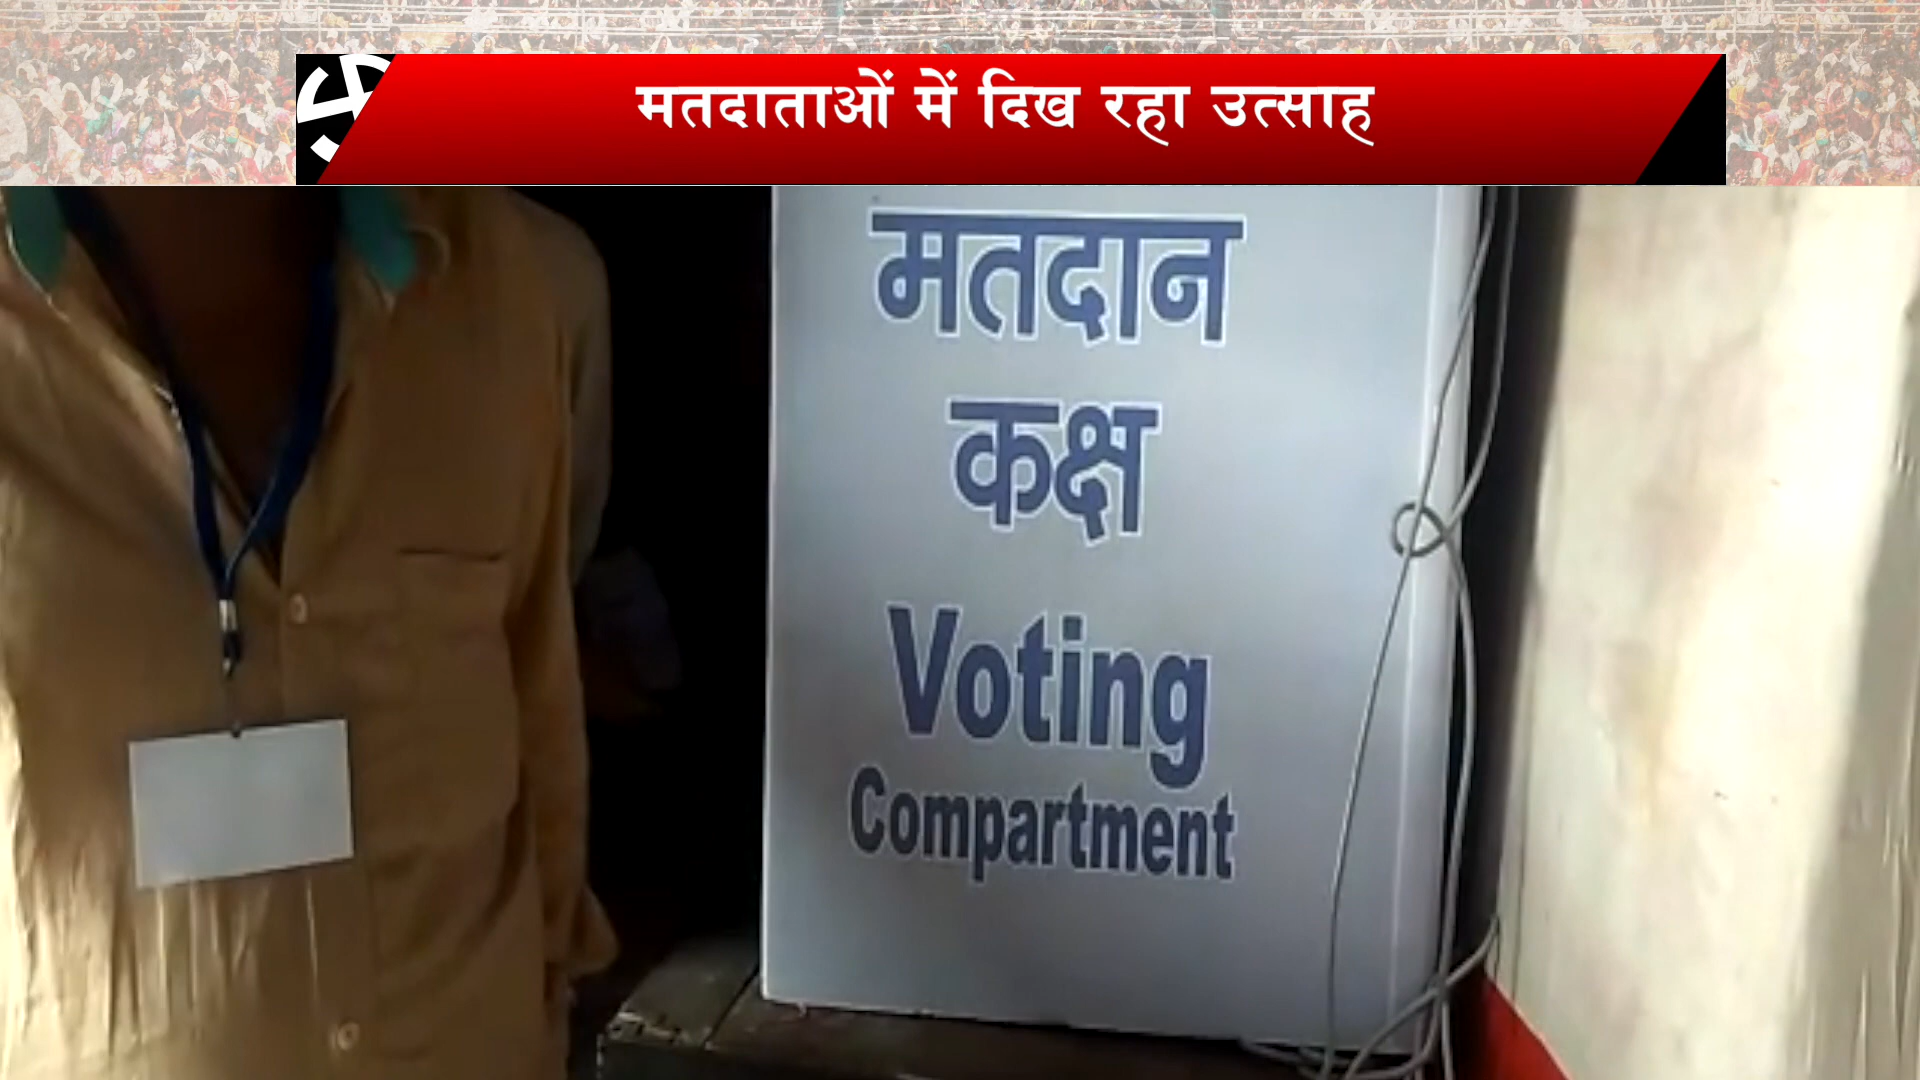 मतदाताओं में दिख रहा उत्साह
मतदान
कक्ष
Voting
Compartment